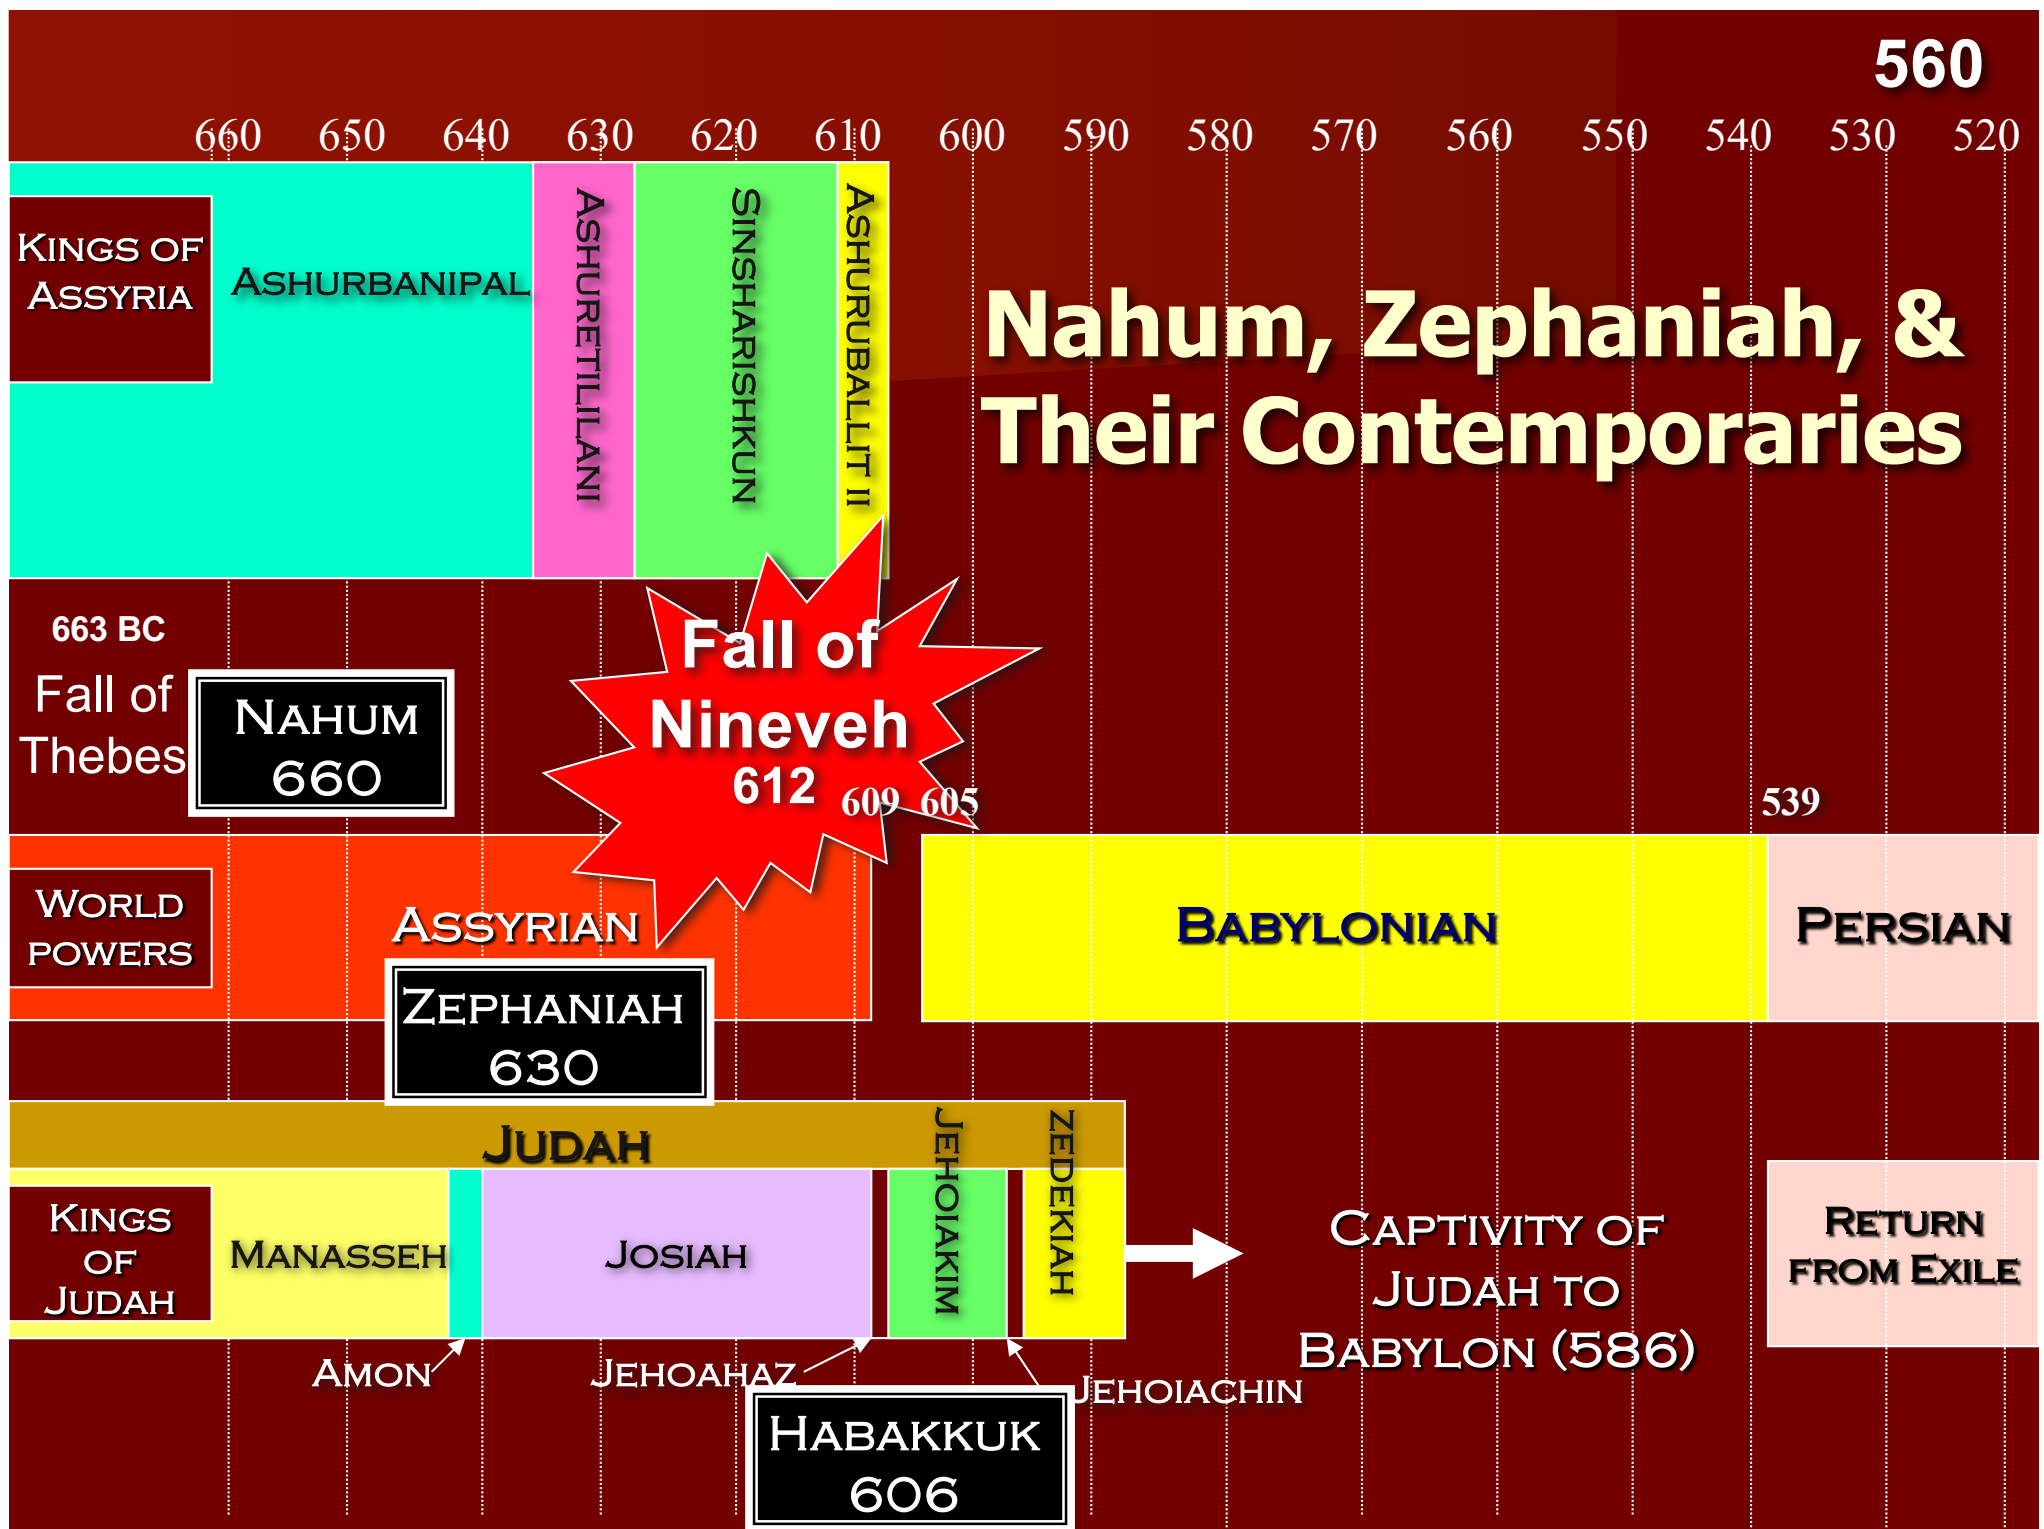 560
660 650 640 630 620 610 600 590 580 570 560 550 540 530 520
Kings of
Assyria
Ashurbanipal
Ashuretililani
Sinsharishkun
Ashuruballit II
Nahum, Zephaniah, &
Their Contemporaries
663 BC
Fall of
Thebes
Nahum
660
Fall of
Nineveh
612
609 605
539
World
powers
Assyrian
Babylonian
Persian
Zephaniah
630
Judah
Kings
of
Judah
Manasseh
Josiah
Jehoiakim
Zedekiah
Captivity of
Judah to
Babylon (586)
Return
from Exile
Amon
Jehoahaz
Jehoiachin
Habakkuk
606